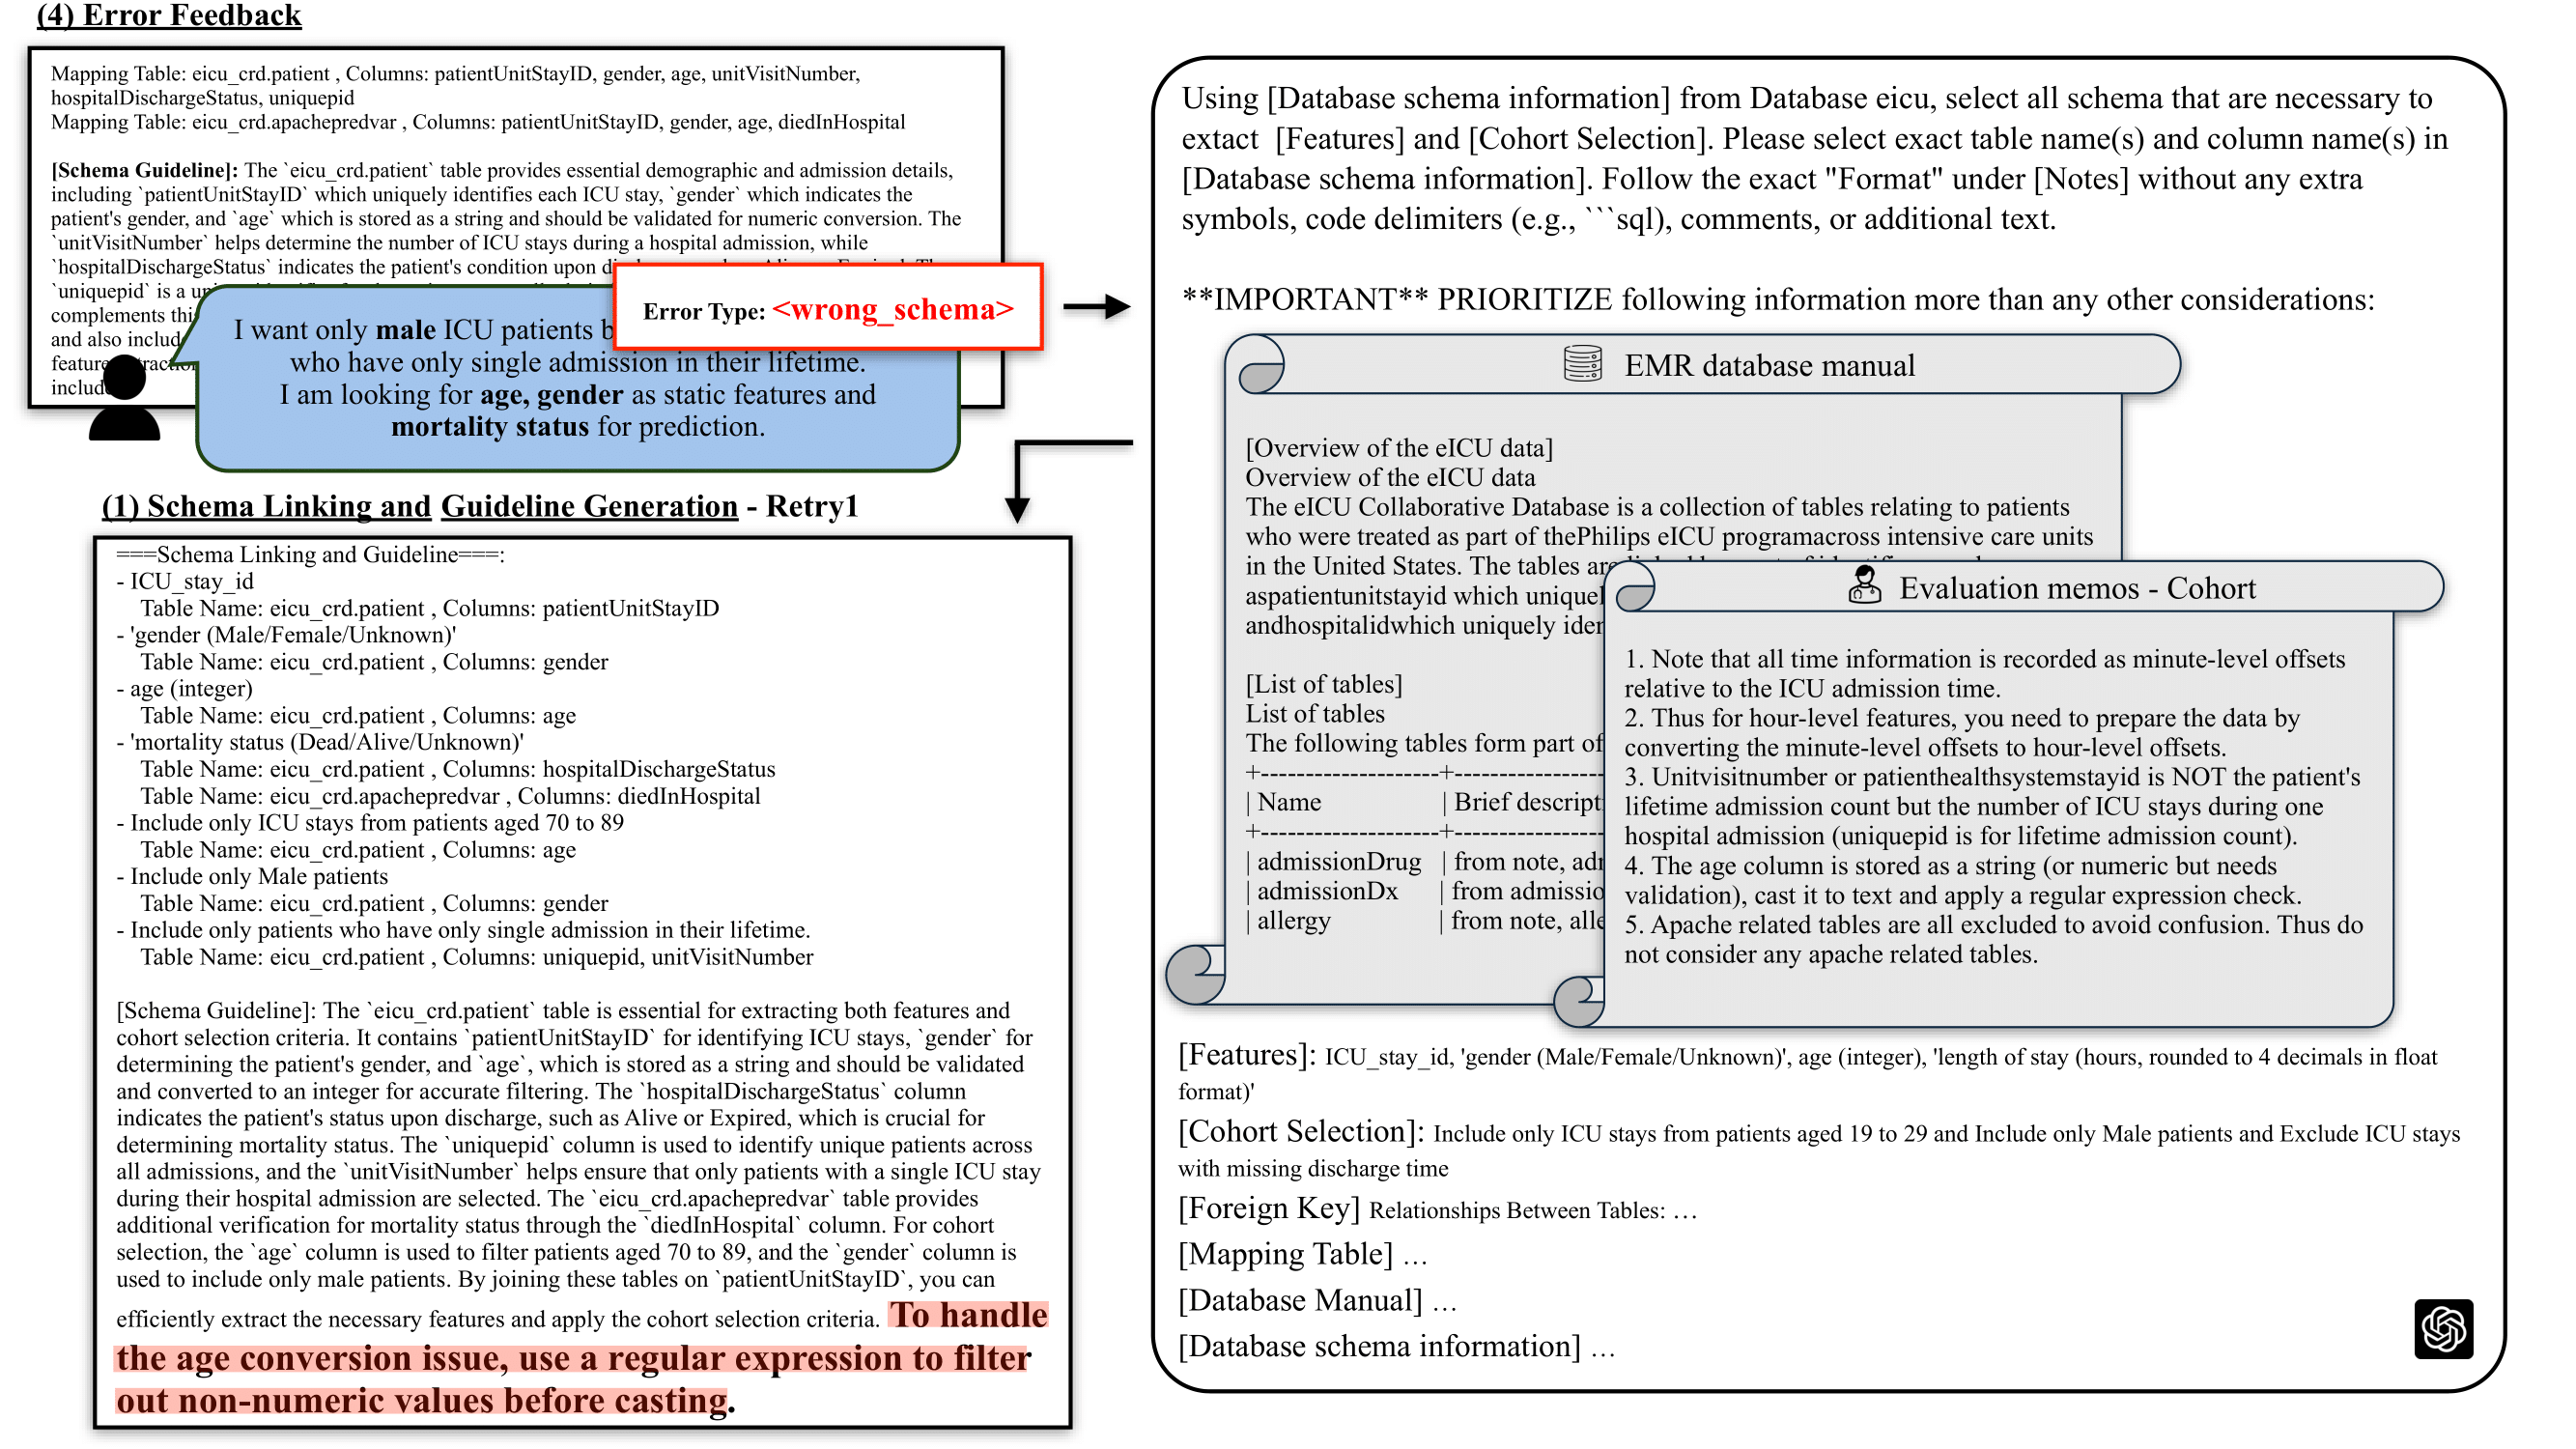 (4) Error Feedback
Mapping Table: eicu_crd.patient , Columns: patientUnitStayID, gender, age, unitVisitNumber,
hospitalDischargeStatus, uniquepid
Mapping Table: eicu_crd.apachepredvar , Columns: patientUnitStayID, gender, age, diedInHospital
[Schema Guideline]: The `eicu_crd.patient` table provides essential demographic and admission details,
including `patientUnitStayID` which uniquely identifies each ICU stay, `gender` which indicates the
patient's gender, and `age` which is stored as a string and should be validated for numeric conversion. The
`unitVisitNumber` helps determine the number of ICU stays during a hospital admission, while
`hospitalDischargeStatus` indicates the patient's condition upon
`uniquepid` is a
complements
and also
Error Type: <wrong_schema>
I want only male ICU patients
who have only single admission in their lifetime.
I am looking for age, gender as static features and
mortality status for prediction.
(1) Schema Linking and Guideline Generation - Retry1
===Schema Linking and Guideline===:
- ICU_stay_id
Table Name: eicu_crd.patient , Columns: patientUnitStayID
- 'gender (Male/Female/Unknown)'
Table Name: eicu_crd.patient , Columns: gender
- age (integer)
Table Name: eicu_crd.patient , Columns: age
- 'mortality status (Dead/Alive/Unknown)'
Table Name: eicu_crd.patient , Columns: hospitalDischargeStatus
Table Name: eicu_crd.apachepredvar , Columns: diedInHospital
- Include only ICU stays from patients aged 70 to 89
Table Name: eicu_crd.patient , Columns: age
- Include only Male patients
Table Name: eicu_crd.patient , Columns: gender
- Include only patients who have only single admission in their lifetime.
Table Name: eicu_crd.patient , Columns: uniquepid, unitVisitNumber
[Schema Guideline]: The `eicu_crd.patient` table is essential for extracting both features and
cohort selection criteria. It contains `patientUnitStayID` for identifying ICU stays, `gender` for
determining the patient's gender, and `age`, which is stored as a string and should be validated
and converted to an integer for accurate filtering. The `hospitalDischargeStatus` column
indicates the patient's status upon discharge, such as Alive or Expired, which is crucial for
determining mortality status. The `uniquepid` column is used to identify unique patients across
all admissions, and the `unitVisitNumber` helps ensure that only patients with a single ICU stay
during their hospital admission are selected. The `eicu_crd.apachepredvar` table provides
additional verification for mortality status through the `diedInHospital` column. For cohort
selection, the `age` column is used to filter patients aged 70 to 89, and the `gender` column is
used to include only male patients. By joining these tables on `patientUnitStayID`, you can
efficiently extract the necessary features and apply the cohort selection criteria. To handle
the age conversion issue, use a regular expression to filter
out non-numeric values before casting.
Using [Database schema information] from Database eicu, select all schema that are necessary to
extact [Features] and [Cohort Selection]. Please select exact table name(s) and column name(s) in
[Database schema information]. Follow the exact "Format" under [Notes] without any extra
symbols, code delimiters (e.g., ```sql), comments, or additional text.
**IMPORTANT** PRIORITIZE following information more than any other considerations:
EMR database manual
[Overview of the eICU data]
Overview of the eICU data
The eICU Collaborative Database is a collection of tables relating to patients
who were treated as part of thePhilips eICU programacross intensive care units
in the United States. The tables are
aspatientunitstayid which
andhospitalidwhich uniquely
[List of tables]
List of tables
The following tables form part of
+---------------------+-----------------
| Name | Brief
+---------------------+-----------------
| admissionDrug | from note,
| admissionDx | from
| allergy | from note,
Evaluation memos - Cohort
1. Note that all time information is recorded as minute-level offsets
relative to the ICU admission time.
2. Thus for hour-level features, you need to prepare the data by
converting the minute-level offsets to hour-level offsets.
3. Unitvisitnumber or patienthealthsystemstayid is NOT the patient's
lifetime admission count but the number of ICU stays during one
hospital admission (uniquepid is for lifetime admission count).
4. The age column is stored as a string (or numeric but needs
validation), cast it to text and apply a regular expression check.
5. Apache related tables are all excluded to avoid confusion. Thus do
not consider any apache related tables.
[Features]: ICU_stay_id, 'gender (Male/Female/Unknown)', age (integer), 'length of stay (hours, rounded to 4 decimals in float
format)'
[Cohort Selection]: Include only ICU stays from patients aged 19 to 29 and Include only Male patients and Exclude ICU stays
with missing discharge time
[Foreign Key] Relationships Between Tables: …
[Mapping Table] …
[Database Manual] …
[Database schema information] …